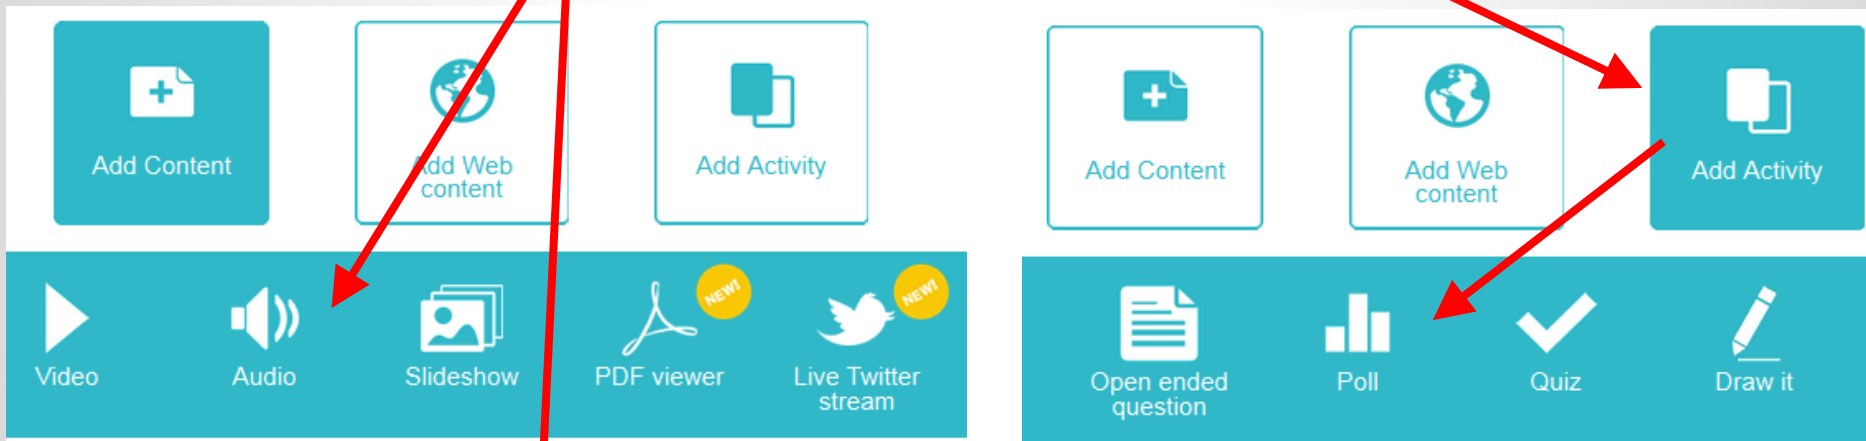 Add Content
Add Web
content
Add Activity
Video
Audio
Slideshow
NEW!
PDF viewer
NEW!
Live Twitter
stream
Add Content
Add Web
content
Add Activity
Open ended
question
Poll
Quiz
Draw it